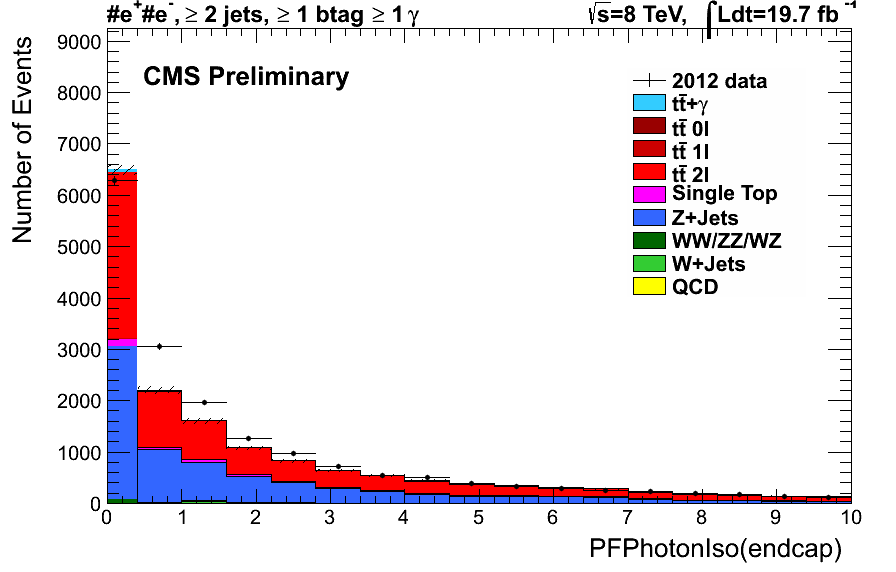 #e⁺#e⁻, ≥ 2 jets, ≥ 1 btag ≥ 1 γ
√s=8 TeV, ∫Ldt=19.7 fb⁻¹
CMS Preliminary
2012 data
tt̄+γ
tt̄ 0l
tt̄ 1l
tt̄ 2l
Single Top
Z+Jets
WW/ZZ/WZ
W+Jets
QCD
Number of Events
9000
8000
7000
6000
5000
4000
3000
2000
1000
0
0 1 2 3 4 5 6 7 8 9 10
PFPhotonIso(endcap)